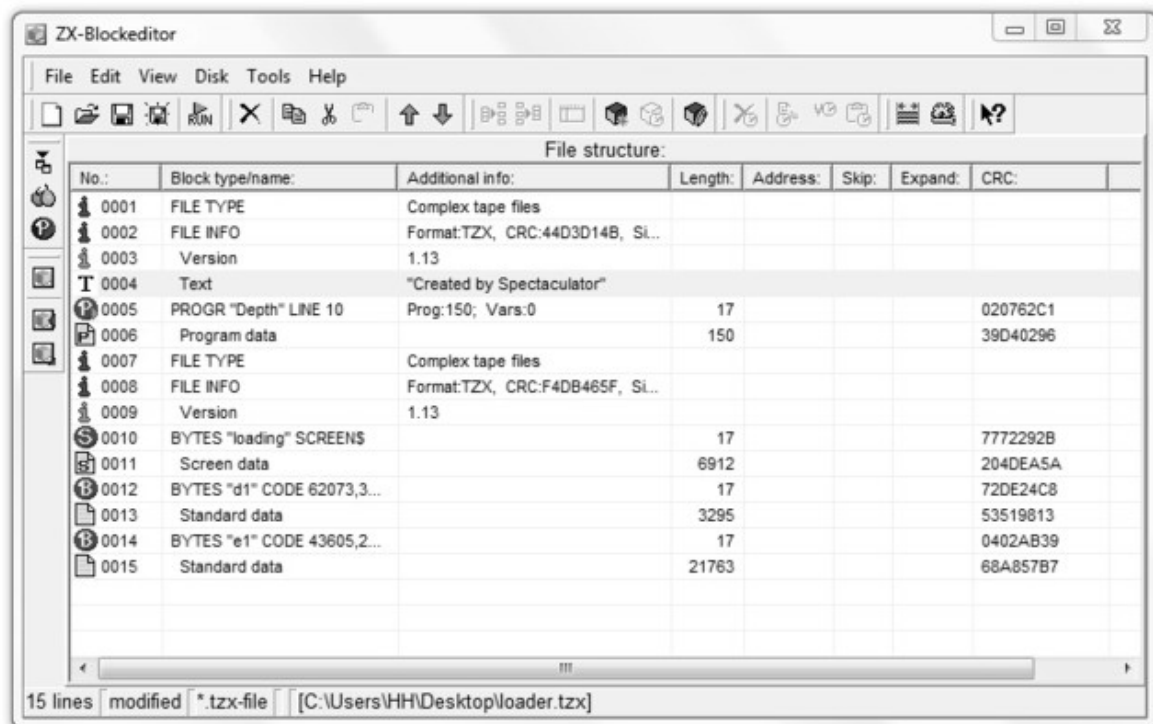 ZX-Blockeditor
File Edit View Disk Tools Help
RUN
File structure:
No.: Block type/name: Additional info: Length: Address: Skip: Expand: CRC:
0001 FILE TYPE Complex tape files
0002 FILE INFO Format:TZX, CRC:44D3D14B, Si...
0003 Version 1.13
T 0004 Text "Created by Spectaculator"
P 0005 PROGR "Depth" LINE 10 Prog:150; Vars:0 17 020762C1
P 0006 Program data 150 39D40296
0007 FILE TYPE Complex tape files
0008 FILE INFO Format:TZX, CRC:F4DB465F, Si...
0009 Version 1.13
S 0010 BYTES "loading" SCREEN$ 17 7772292B
S 0011 Screen data 6912 204DEA5A
B 0012 BYTES "d1" CODE 62073,3... 17 72DE24C8
0013 Standard data 3295 53519813
B 0014 BYTES "e1" CODE 43605,2... 17 0402AB39
0015 Standard data 21763 68A857B7
15 lines modified *.tzx-file [C:\Users\HH\Desktop\loader.tzx]